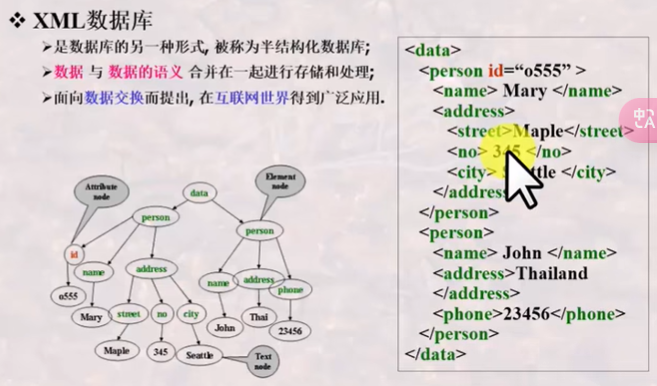 ❖ XML数据库
➢是数据库的另一种形式, 被称为半结构化数据库;
➢数据 与 数据的语义 合并在一起进行存储和处理;
➢面向数据交换而提出, 在互联网世界得到广泛应用.
<data>
<person id=“o555” >
<name> Mary </name>
<address>
<street>Maple</street>
<no> 345 </no>
<city> Seattle </city>
</address>
</person>
<person>
<name> John </name>
<address>Thailand
</address>
<phone>23456</phone>
</person>
</data>
Attribute
node
Element
node
data
person
person
id
name
address
name
address
phone
o555
Mary
street
no
city
John
Thai
23456
Maple
345
Seattle
Text
node
中
A